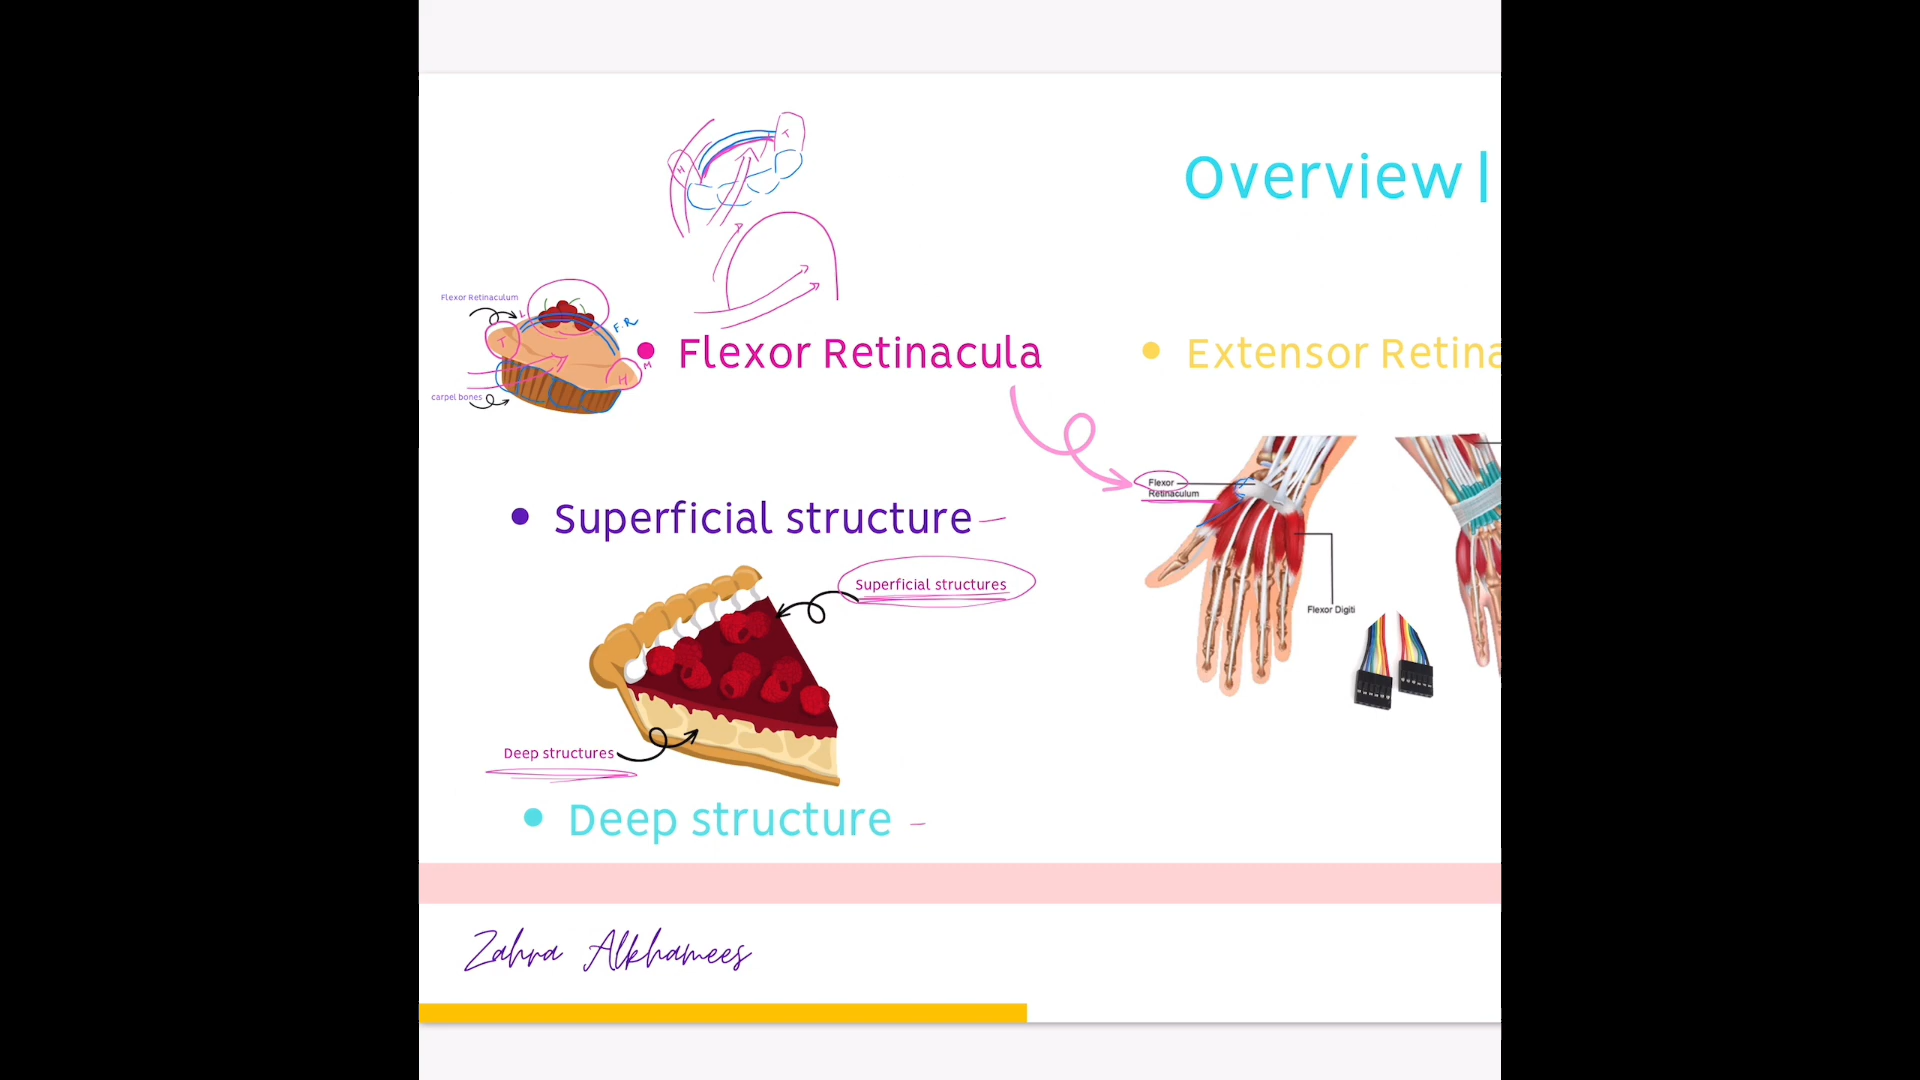 Overview |
T
H
Flexor Retinaculum
L
F.R
T
M
H
carpel bones
Flexor Retinacula
Extensor Retina
Flexor
Retinaculum
Superficial structure
Superficial structures
Flexor Digiti
Deep structures
Deep structure
Zahra Alkhamees